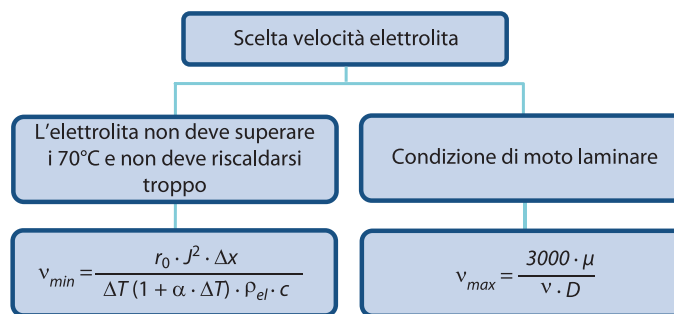 Scelta velocità elettrolita
L'elettrolita non deve superare
i 70°C e non deve riscaldarsi
troppo
Condizione di moto laminare
ν_min = r_0 · J² · Δx / ΔT (1 + α · ΔT) · ρ_el · c
ν_max = 3000 · μ / ν · D